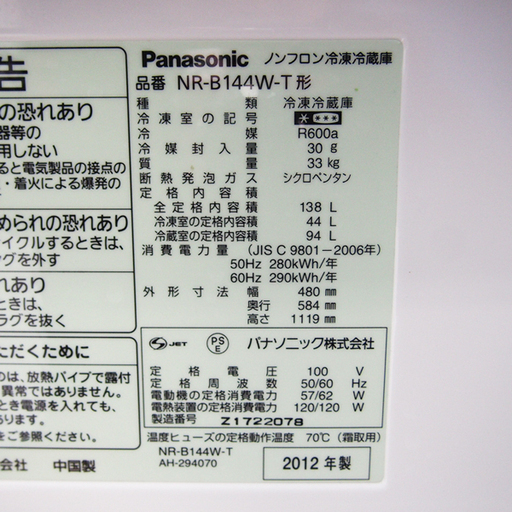 告
の恐れあり
器等の
用しない
ると電気製品の接点の
・着火による爆発の
められの恐れあり
イクルするときは、
グを外す
れあり
ときは、
ラグを抜く
ただくために
のは、放熱パイプで露付
異常ではありません。
とき電源を入れても、
あります。
をご参照ください。
会社 中国製
Panasonic ノンフロン冷凍冷蔵庫
品番 NR-B144W-T形
種類 冷凍冷蔵庫
冷凍室の記号 ＊＊＊＊
冷媒 R600a
冷媒封入量 30 g
質量 33 kg
断熱発泡ガス シクロペンタン
定格内容積
全定格内容積 138 L
冷凍室の定格内容積 44 L
冷蔵室の定格内容積 94 L
消費電力量 (JIS C 9801-2006年)
50Hz 280kWh/年
60Hz 290kWh/年
外形寸法 幅 480 mm
奥行 584 mm
高さ 1119 mm
S JET PSE パナソニック株式会社
定格電圧 100 V
定格周波数 50/60 Hz
電動機の定格消費電力 57/62 W
電熱装置の定格消費電力 120/120 W
製造番号 Z1722078
温度ヒューズの定格動作温度 70℃ (霜取用)
NR-B144W-T
AH-294070
2012 年製